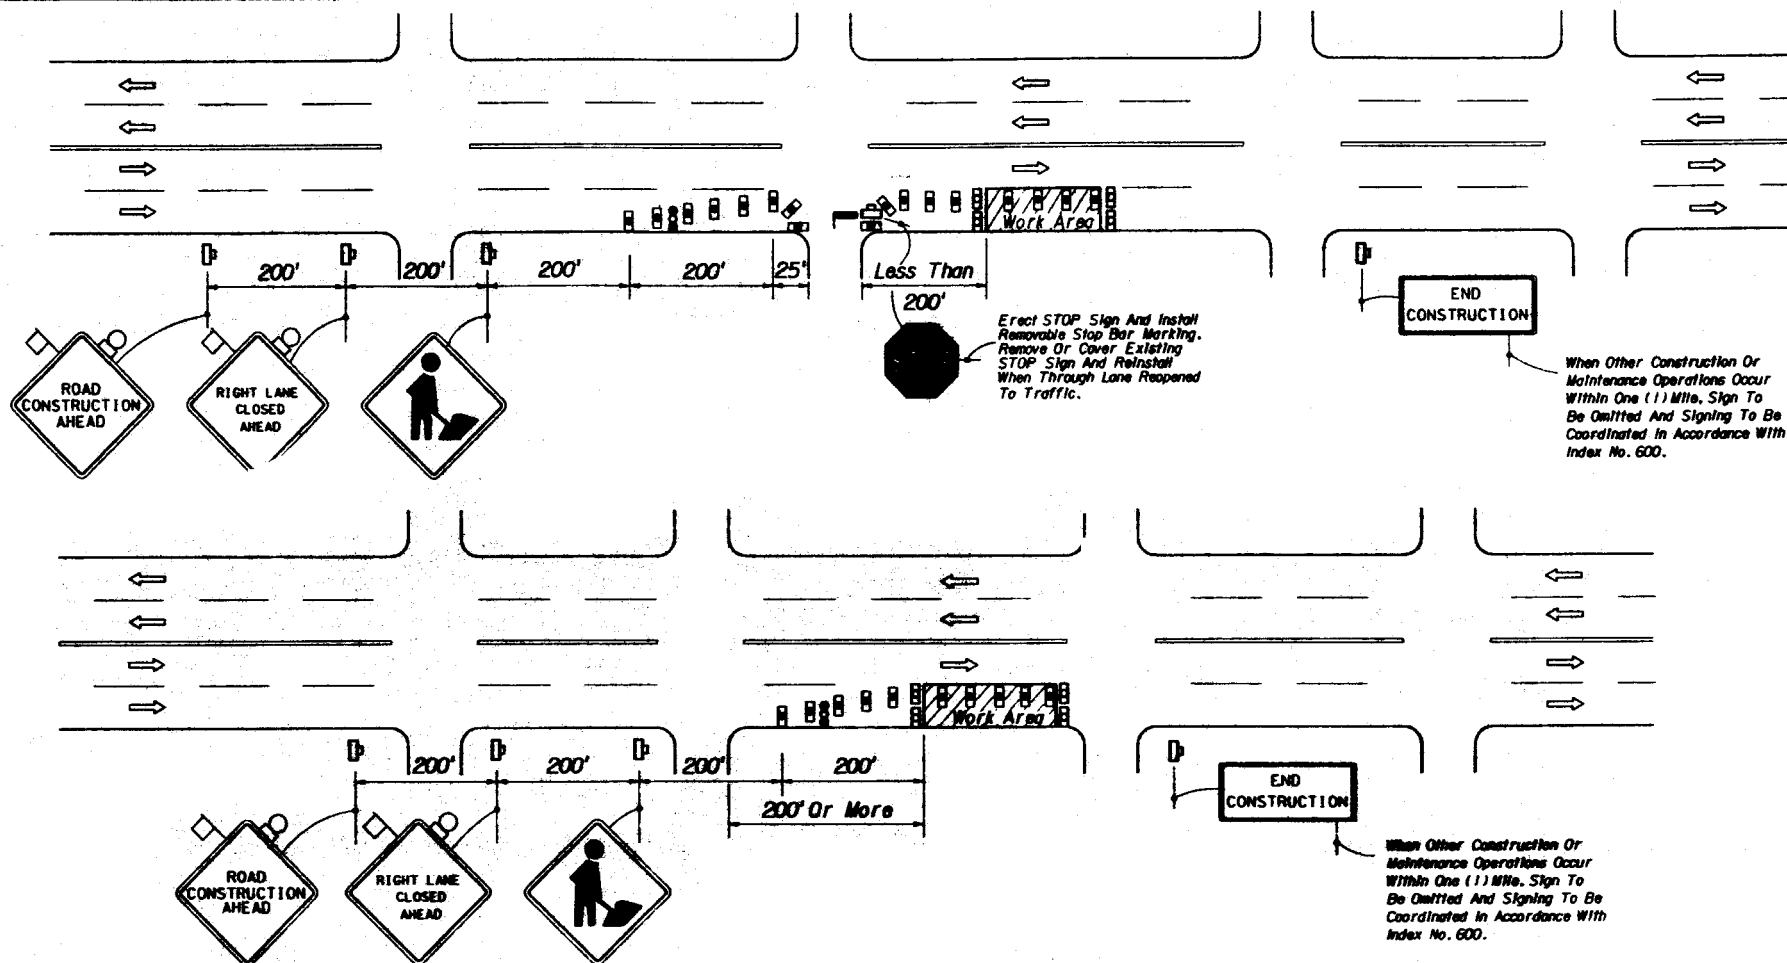 200'
200'
200'
200'
25'
Less Than
200'
Work Area
ROAD
CONSTRUCTION
AHEAD
RIGHT LANE
CLOSED
AHEAD
Erect STOP Sign And Install
Removable Stop Bar Marking.
Remove Or Cover Existing
STOP Sign And Reinstall
When Through Lane Reopened
To Traffic.
END
CONSTRUCTION
When Other Construction Or
Maintenance Operations Occur
Within One (1) Mile, Sign To
Be Omitted And Signing To Be
Coordinated In Accordance With
Index No. 600.
Work Area
200'
200'
200'
200'
200' Or More
ROAD
CONSTRUCTION
AHEAD
RIGHT LANE
CLOSED
AHEAD
END
CONSTRUCTION
When Other Construction Or
Maintenance Operations Occur
Within One (1) Mile, Sign To
Be Omitted And Signing To Be
Coordinated In Accordance With
Index No. 600.